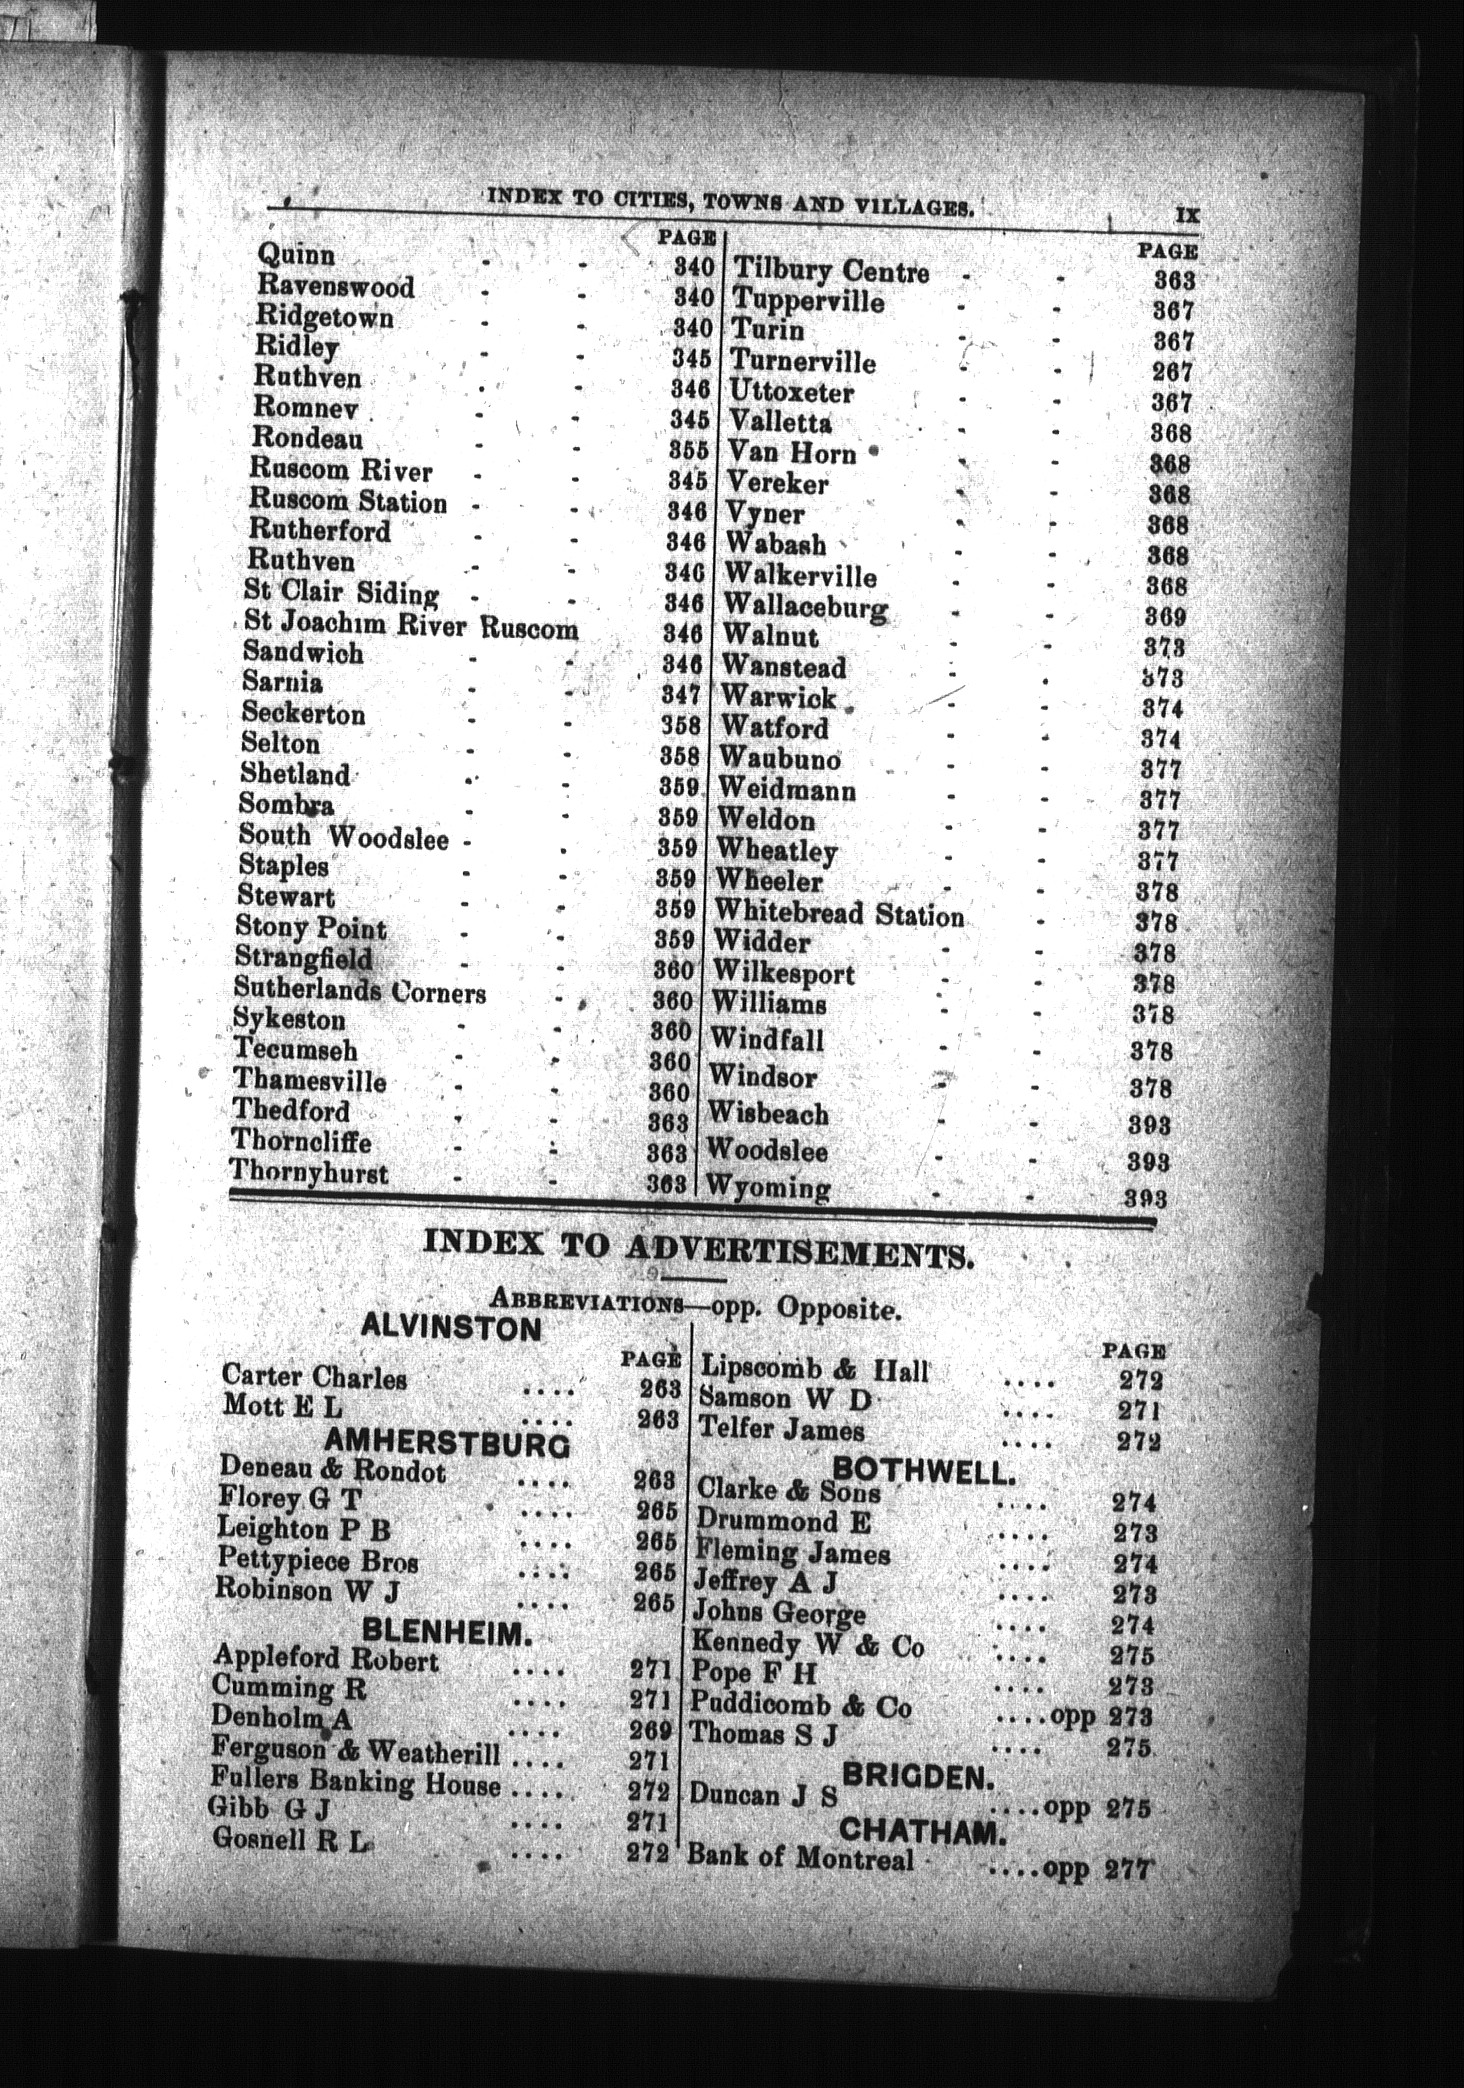 INDEX TO CITIES, TOWNS AND VILLAGES. IX
PAGE
Quinn - - 340
Ravenswood - - 340
Ridgetown - - 340
Ridley - - 345
Ruthven - - 346
Romney - - 345
Rondeau - - 355
Ruscom River - - 345
Ruscom Station - - 346
Rutherford - - 346
Ruthven - - 346
St Clair Siding - - 346
St Joachim River Ruscom 346
Sandwich - - 346
Sarnia - - 347
Seckerton - - 358
Selton - - 358
Shetland - - 359
Sombra - - 359
South Woodslee - - 359
Staples - - 359
Stewart - - 359
Stony Point - - 359
Strangfield - - 360
Sutherlands Corners - 360
Sykeston - - 360
Tecumseh - - 360
Thamesville - - 360
Thedford - - 363
Thorncliffe - - 363
Thornyhurst - - 363
PAGE
Tilbury Centre - - 363
Tupperville - - 367
Turin - - 367
Turnerville - - 267
Uttoxeter - - 367
Valletta - - 368
Van Horn - - 368
Vereker - - 368
Vyner - - 368
Wabash - - 368
Walkerville - - 368
Wallaceburg - - 369
Walnut - - 373
Wanstead - - 373
Warwick - - 374
Watford - - 374
Waubuno - - 377
Weidmann - - 377
Weldon - - 377
Wheatley - - 377
Wheeler - - 378
Whitebread Station - 378
Widder - - 378
Wilkesport - - 378
Williams - - 378
Windfall - - 378
Windsor - - 378
Wisbeach - - 393
Woodslee - - 393
Wyoming - - 393
INDEX TO ADVERTISEMENTS.
ABBREVIATIONS—opp. Opposite.
ALVINSTON
PAGE
Carter Charles .... 263
Mott E L .... 263
AMHERSTBURG
Deneau & Rondot .... 263
Florey G T .... 265
Leighton P B .... 265
Pettypiece Bros .... 265
Robinson W J .... 265
BLENHEIM.
Appleford Robert .... 271
Cumming R .... 271
Denholm A .... 269
Ferguson & Weatherill .... 271
Fullers Banking House ..... 272
Gibb G J .... 271
Gosnell R L .... 272
PAGE
Lipscomb & Hall .... 272
Samson W D .... 271
Telfer James .... 272
BOTHWELL.
Clarke & Sons .... 274
Drummond E .... 273
Fleming James .... 274
Jeffrey A J .... 273
Johns George .... 274
Kennedy W & Co .... 275
Pope F H .... 273
Puddicomb & Co ....opp 273
Thomas S J .... 275
BRIGDEN.
Duncan J S ....opp 275
CHATHAM.
Bank of Montreal ....opp 277